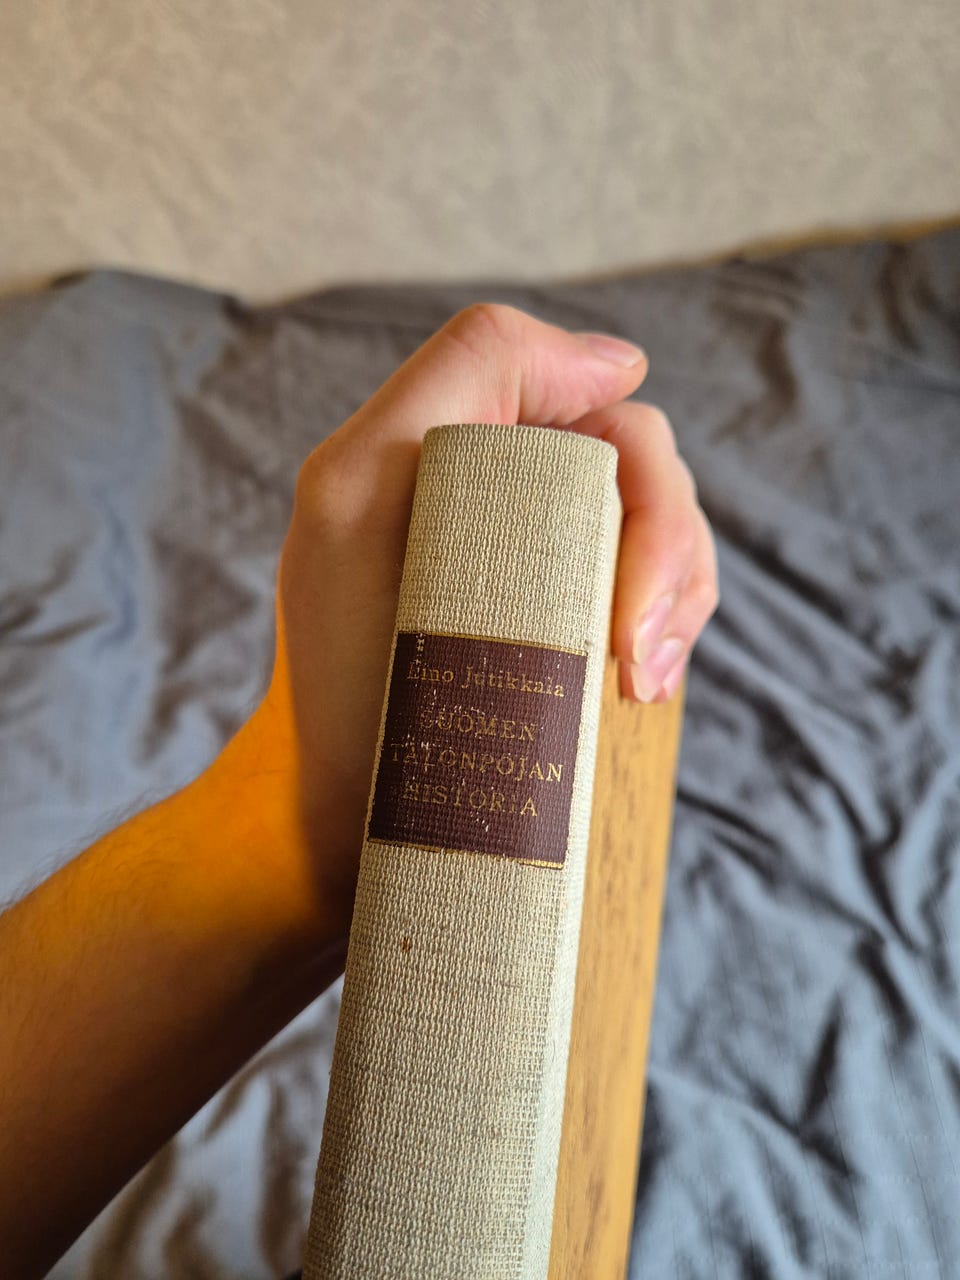 Eino Jutikkala
SUOMEN
TALONPOJAN
HISTORIA